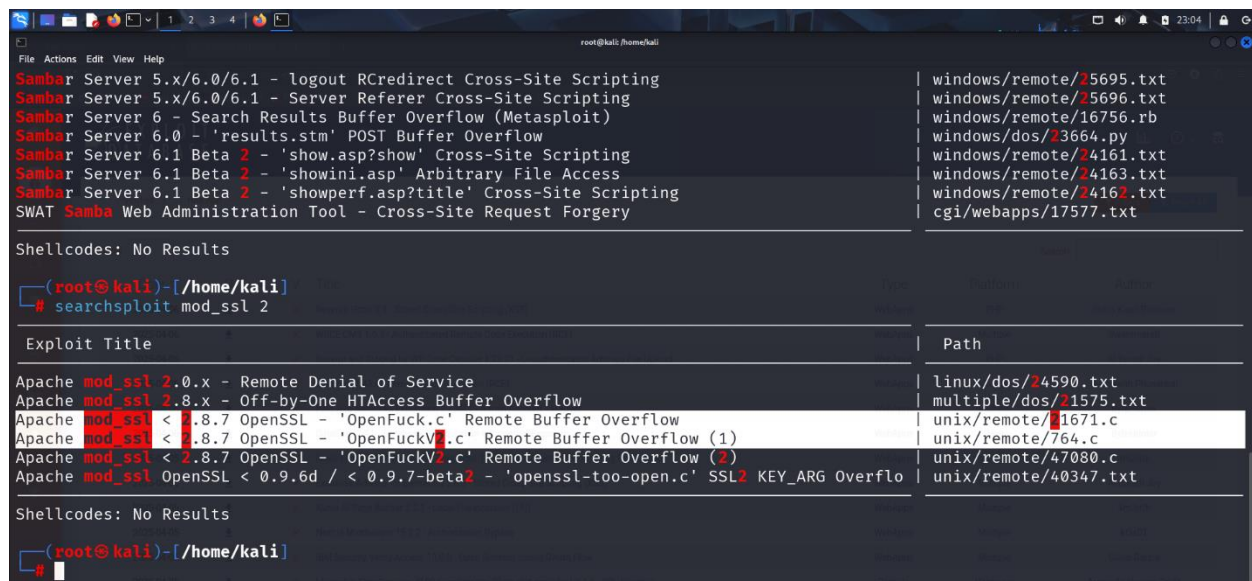 1 2 3 4 23:04
root@kali: /home/kali
File Actions Edit View Help
Sambar Server 5.x/6.0/6.1 - logout RCredirect Cross-Site Scripting | windows/remote/25695.txt
Sambar Server 5.x/6.0/6.1 - Server Referer Cross-Site Scripting | windows/remote/25696.txt
Sambar Server 6 - Search Results Buffer Overflow (Metasploit) | windows/remote/16756.rb
Sambar Server 6.0 - 'results.stm' POST Buffer Overflow | windows/dos/23664.py
Sambar Server 6.1 Beta 2 - 'show.asp?show' Cross-Site Scripting | windows/remote/24161.txt
Sambar Server 6.1 Beta 2 - 'showini.asp' Arbitrary File Access | windows/remote/24163.txt
Sambar Server 6.1 Beta 2 - 'showperf.asp?title' Cross-Site Scripting | windows/remote/24162.txt
SWAT Samba Web Administration Tool - Cross-Site Request Forgery | cgi/webapps/17577.txt
Shellcodes: No Results
(root㉿kali)-[/home/kali]
# searchsploit mod_ssl 2
Exploit Title | Path
Apache mod_ssl 2.0.x - Remote Denial of Service | linux/dos/24590.txt
Apache mod_ssl 2.8.x - Off-by-One HTAccess Buffer Overflow | multiple/dos/21575.txt
Apache mod_ssl < 2.8.7 OpenSSL - 'OpenFuck.c' Remote Buffer Overflow | unix/remote/21671.c
Apache mod_ssl < 2.8.7 OpenSSL - 'OpenFuckV2.c' Remote Buffer Overflow (1) | unix/remote/764.c
Apache mod_ssl < 2.8.7 OpenSSL - 'OpenFuckV2.c' Remote Buffer Overflow (2) | unix/remote/47080.c
Apache mod_ssl OpenSSL < 0.9.6d / < 0.9.7-beta2 - 'openssl-too-open.c' SSL2 KEY_ARG Overflo | unix/remote/40347.txt
Shellcodes: No Results
(root㉿kali)-[/home/kali]
#